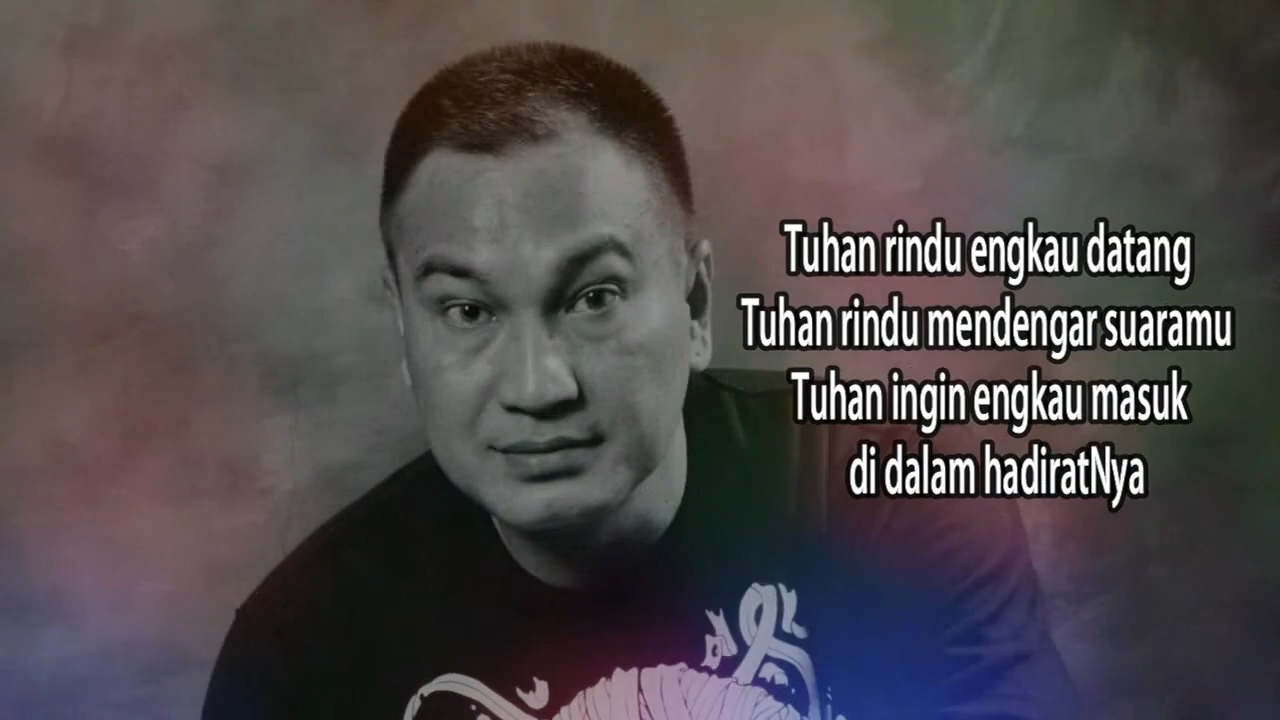 Tuhan rindu engkau datang
Tuhan rindu mendengar suaramu
Tuhan ingin engkau masuk
di dalam hadiratNya